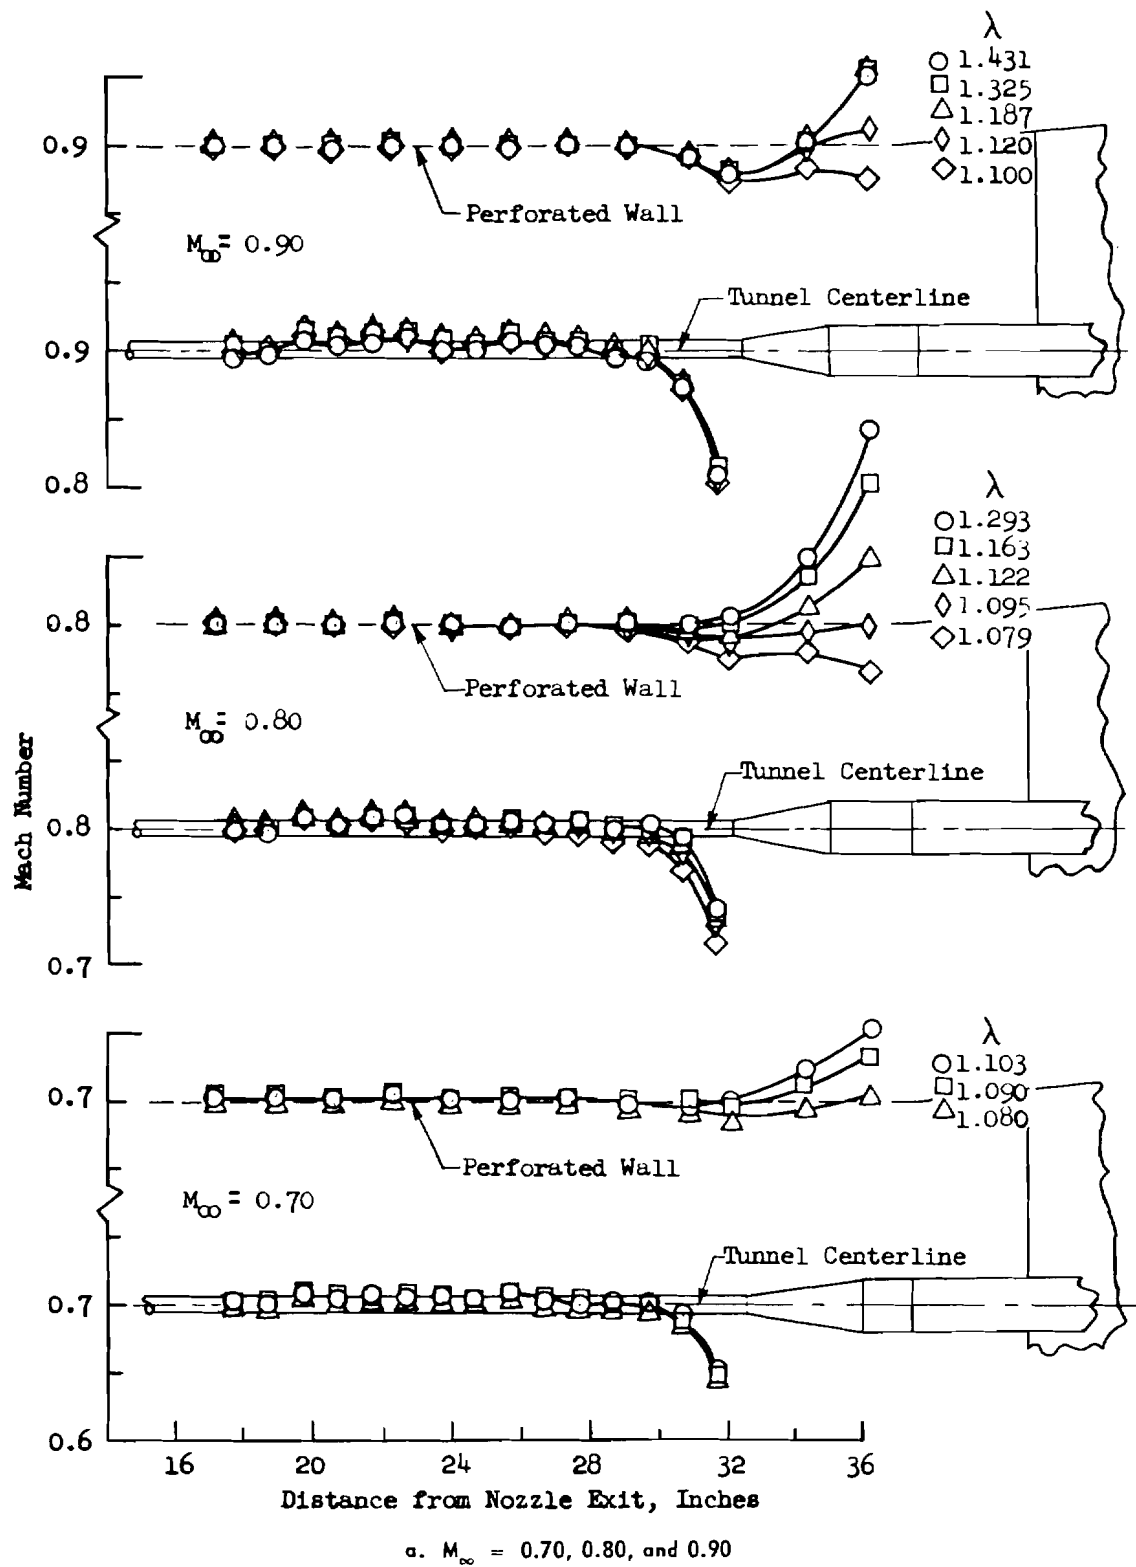 λ
1.431
1.325
1.187
1.120
1.100
0.9
Perforated Wall
M∞ = 0.90
Tunnel Centerline
0.9
0.8
λ
1.293
1.163
1.122
1.095
1.079
0.8
Perforated Wall
M∞ = 0.80
Tunnel Centerline
0.8
0.7
Mach Number
λ
1.103
1.090
1.080
0.7
Perforated Wall
M∞ = 0.70
Tunnel Centerline
0.7
0.6
16 20 24 28 32 36
Distance from Nozzle Exit, Inches
a. M∞ = 0.70, 0.80, and 0.90